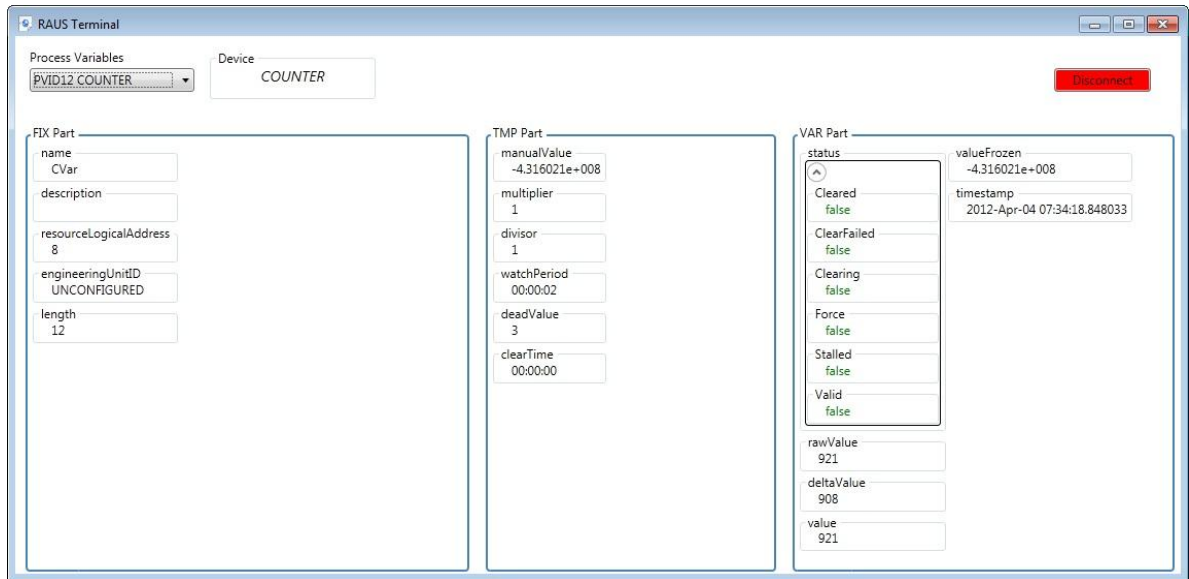 RAUS Terminal
Process Variables
PVID12 COUNTER
Device
COUNTER
Disconnect
FIX Part
name
CVar
description
resourceLogicalAddress
8
engineeringUnitID
UNCONFIGURED
length
12
TMP Part
manualValue
-4.316021e+008
multiplier
1
divisor
1
watchPeriod
00:00:02
deadValue
3
clearTime
00:00:00
VAR Part
status
Cleared
false
ClearFailed
false
Clearing
false
Force
false
Stalled
false
Valid
false
rawValue
921
deltaValue
908
value
921
valueFrozen
-4.316021e+008
timestamp
2012-Apr-04 07:34:18.848033